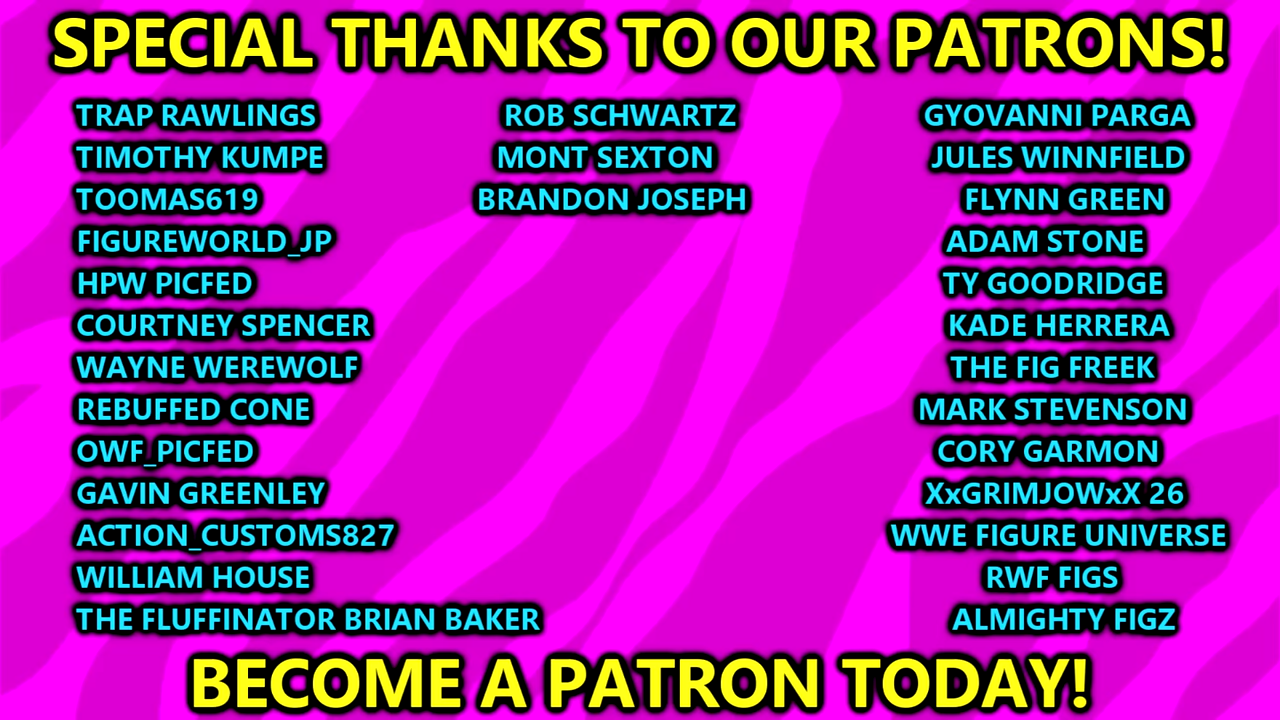 SPECIAL THANKS TO OUR PATRONS!
TRAP RAWLINGS
TIMOTHY KUMPE
TOOMAS619
FIGUREWORLD_JP
HPW PICFED
COURTNEY SPENCER
WAYNE WEREWOLF
REBUFFED CONE
OWF_PICFED
GAVIN GREENLEY
ACTION_CUSTOMS827
WILLIAM HOUSE
THE FLUFFINATOR BRIAN BAKER
ROB SCHWARTZ
MONT SEXTON
BRANDON JOSEPH
GYOVANNI PARGA
JULES WINNFIELD
FLYNN GREEN
ADAM STONE
TY GOODRIDGE
KADE HERRERA
THE FIG FREEK
MARK STEVENSON
CORY GARMON
XxGRIMJOWxX 26
WWE FIGURE UNIVERSE
RWF FIGS
ALMIGHTY FIGZ
BECOME A PATRON TODAY!